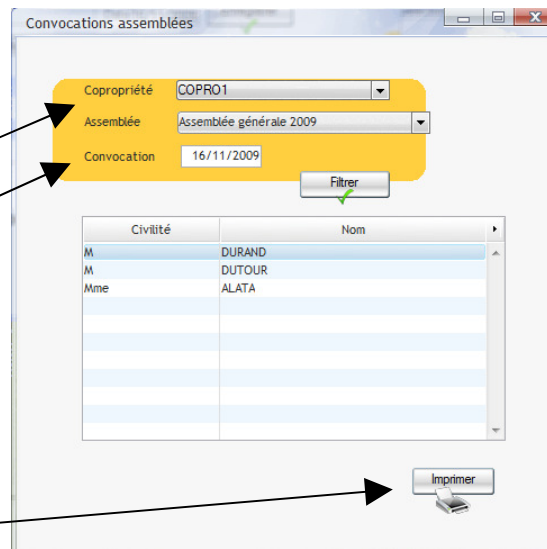 Convocations assemblées
Copropriété COPRO1
Assemblée Assemblée générale 2009
Convocation 16/11/2009
Filtrer
Civilité Nom
M DURAND
M DUTOUR
Mme ALATA
Imprimer